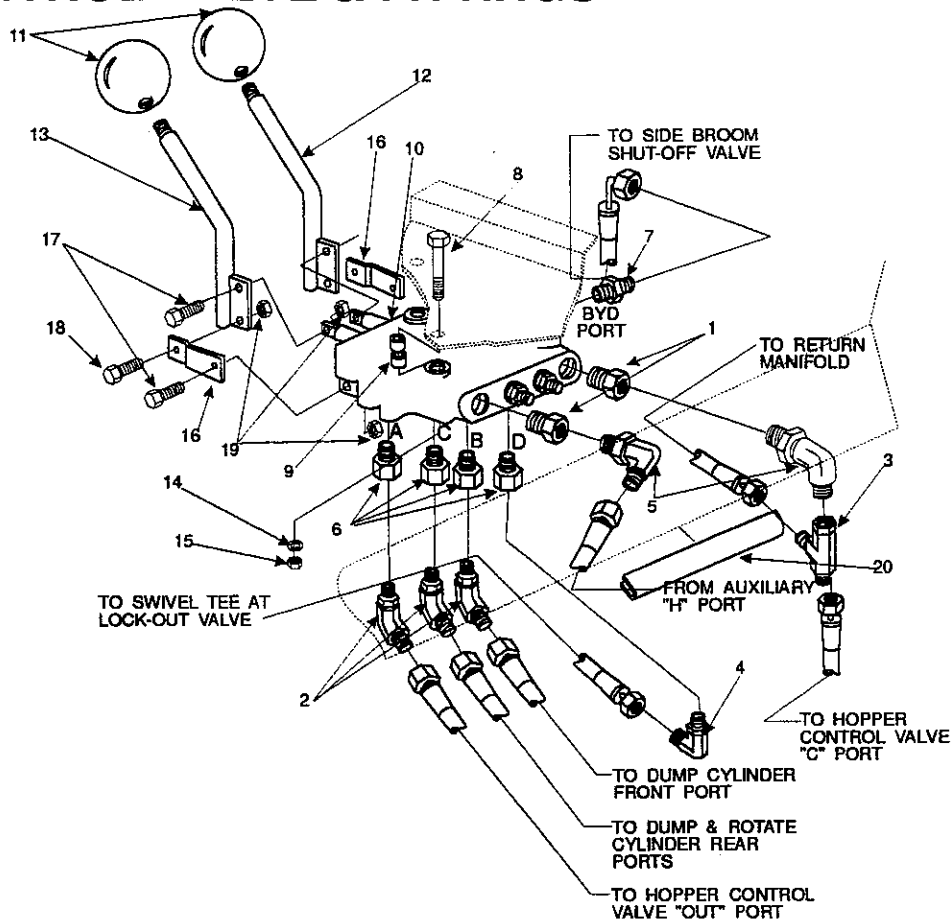 11
12
13
16
10
8
TO SIDE BROOM
SHUT-OFF VALVE
7
BYD
PORT
17
1
TO RETURN
MANIFOLD
18
16
19
9
A
C
B
D
3
14
6
5
15
20
FROM AUXILIARY
"H" PORT
TO SWIVEL TEE AT
LOCK-OUT VALVE
2
4
TO HOPPER
CONTROL VALVE
"C" PORT
TO DUMP CYLINDER
FRONT PORT
TO DUMP & ROTATE
CYLINDER REAR
PORTS
TO HOPPER CONTROL
VALVE "OUT" PORT